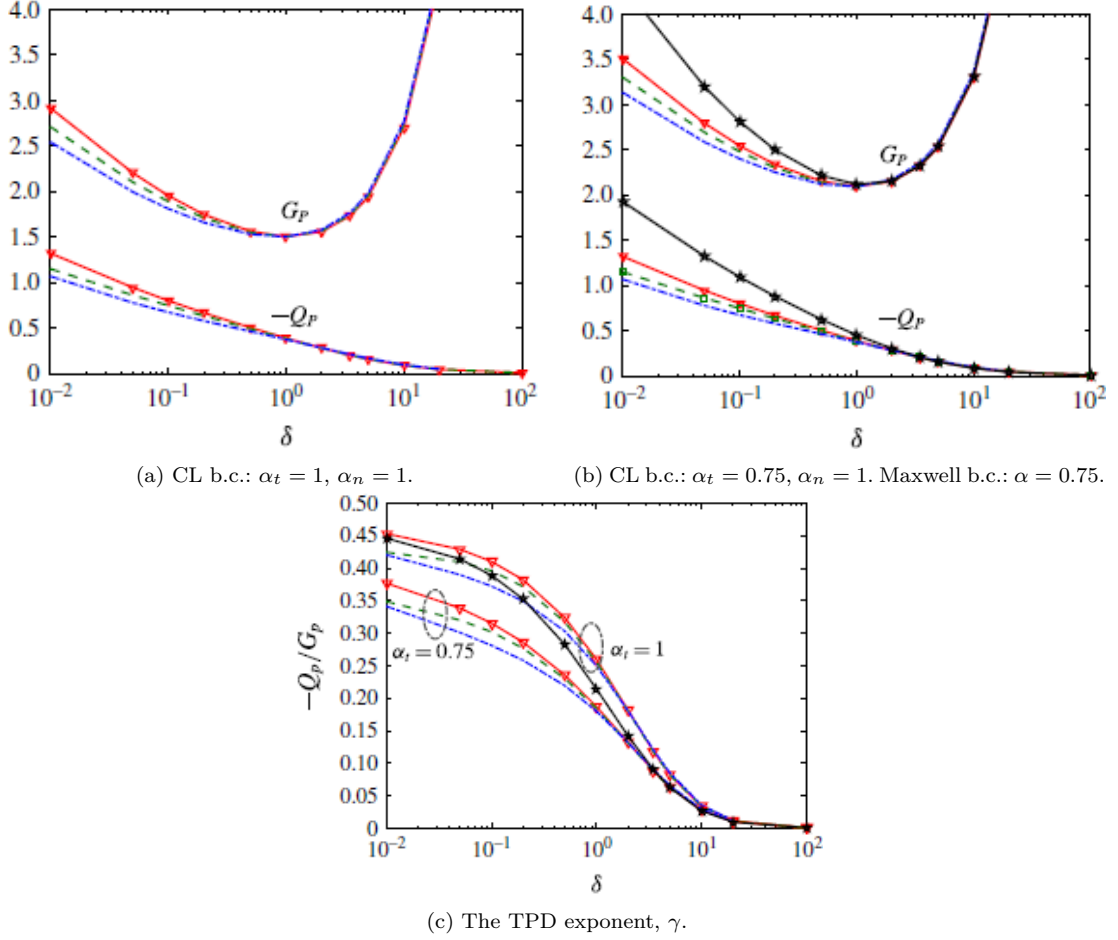 4.0
3.5
3.0
2.5
2.0
1.5
1.0
0.5
0
G_P
−Q_P
10^−2 10^−1 10^0 10^1 10^2
δ
(a) CL b.c.: α_t = 1, α_n = 1.
4.0
3.5
3.0
2.5
2.0
1.5
1.0
0.5
0
G_P
−Q_P
10^−2 10^−1 10^0 10^1 10^2
δ
(b) CL b.c.: α_t = 0.75, α_n = 1. Maxwell b.c.: α = 0.75.
−Q_P/G_P
0.50
0.45
0.40
0.35
0.30
0.25
0.20
0.15
0.10
0.05
0
α_t = 0.75
α_t = 1
10^−2 10^−1 10^0 10^1 10^2
δ
(c) The TPD exponent, γ.